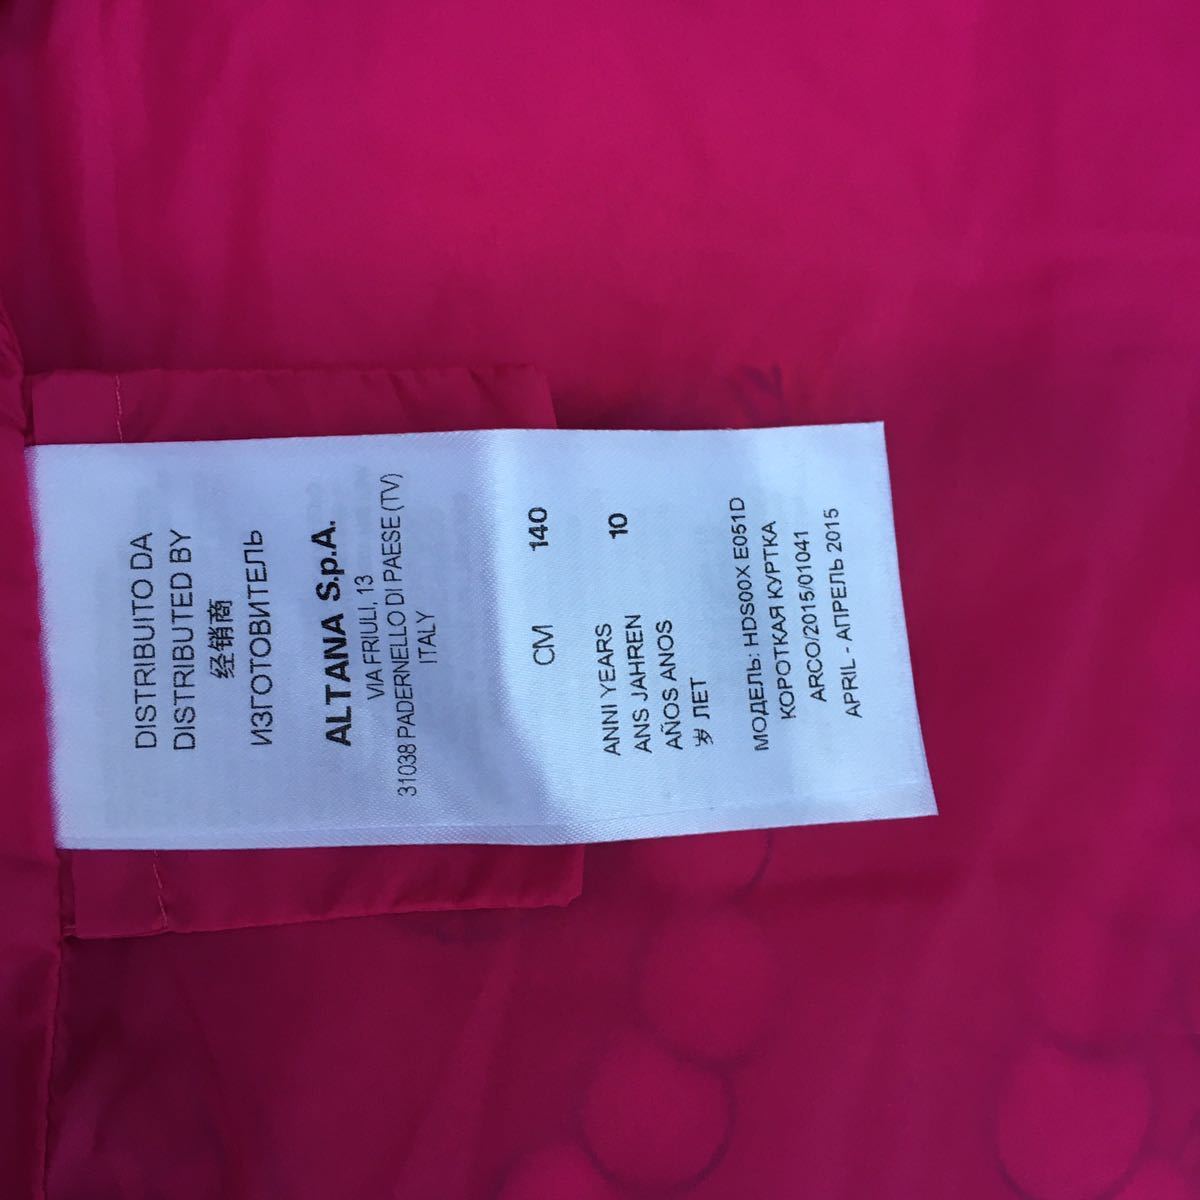 DISTRIBUITO DA
DISTRIBUTED BY
经销商
ИЗГОТОВИТЕЛЬ
ALTANA S.p.A.
VIA FRIULI, 13
31038 PADERNELLO DI PAESE (TV)
ITALY
CM 140
ANNI YEARS 10
ANS JAHREN
AÑOS ANOS
岁 ЛЕТ
МОДЕЛЬ: HDS00X E051D
КОРОТКАЯ КУРТКА
ARCO/2015/01041
APRIL - АПРЕЛЬ 2015